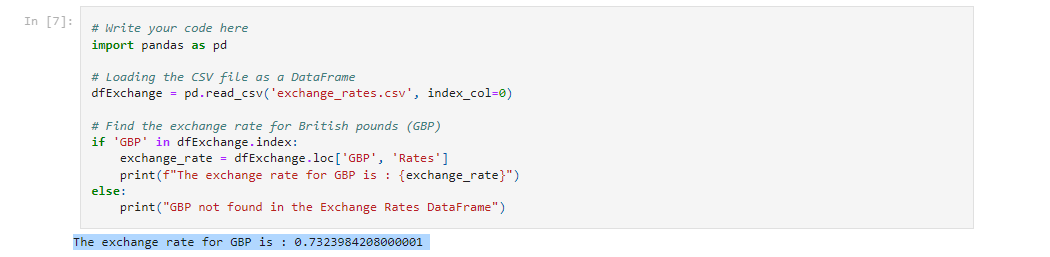 In [7]:
# Write your code here
import pandas as pd
# Loading the CSV file as a DataFrame
dfExchange = pd.read_csv('exchange_rates.csv', index_col=0)
# Find the exchange rate for British pounds (GBP)
if 'GBP' in dfExchange.index:
    exchange_rate = dfExchange.loc['GBP', 'Rates']
    print(f"The exchange rate for GBP is : {exchange_rate}")
else:
    print("GBP not found in the Exchange Rates DataFrame")
The exchange rate for GBP is : 0.7323984208000001